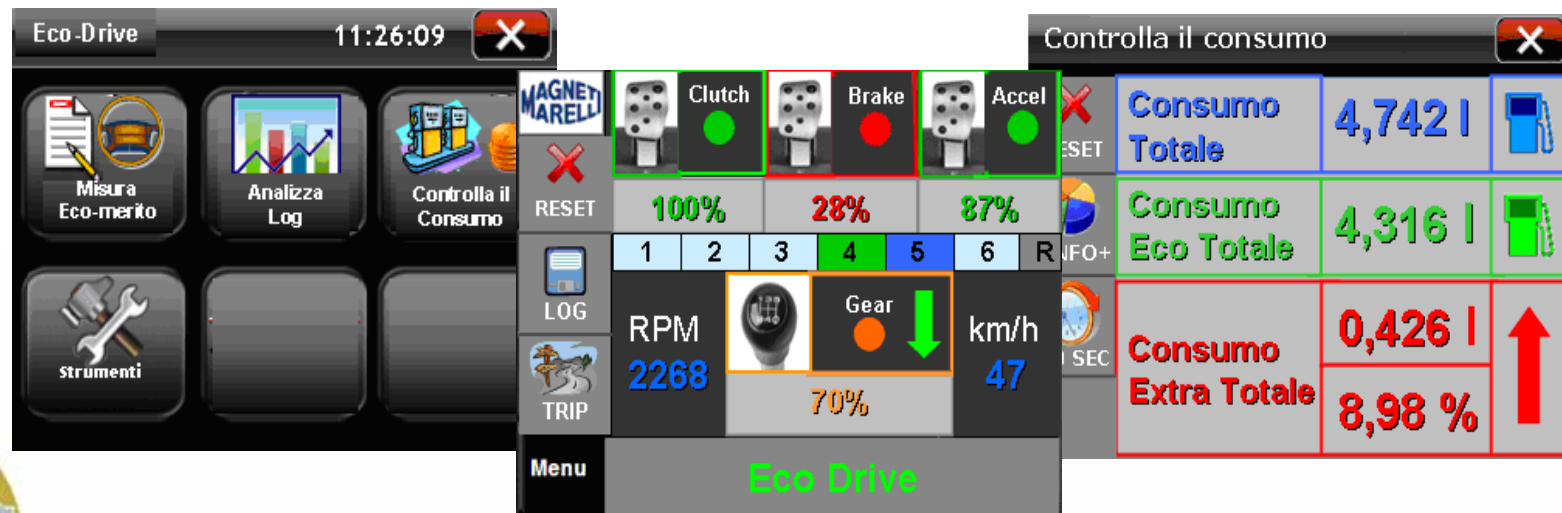 Eco-Drive 11:26:09
Misura
Eco-merito
Analizza
Log
Controlla il
Consumo
strumenti
MAGNETI
MARELLI
Clutch
Brake
Accel
RESET
100% 28% 87%
1 2 3 4 5 6 R
LOG
Gear
RPM
2268
km/h
47
TRIP
70%
Menu
Eco Drive
Controlla il consumo
Consumo
Totale
4,742 l
Consumo
Eco Totale
4,316 l
INFO+
SEC
Consumo
Extra Totale
0,426 l
8,98 %